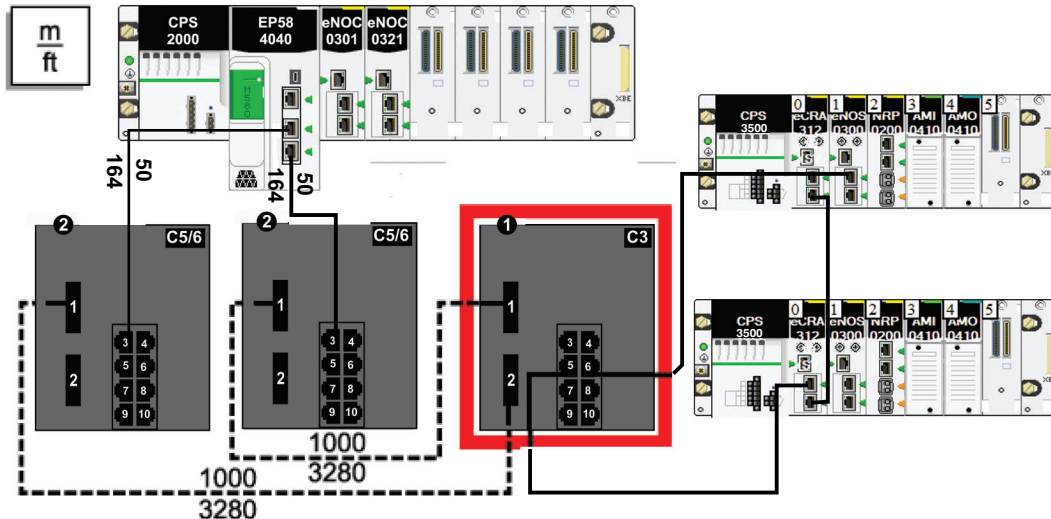 m
ft
CPS
2000
EP58
4040
eNOC
0301
eNOC
0321
XBE
50
164
50
164
2
C5/6
1
2
3 4
5 6
7 8
9 10
2
C5/6
1
2
3 4
5 6
7 8
9 10
1
C3
1
2
3 4
5 6
7 8
9 10
1000
3280
1000
3280
CPS
3500
0
eCRA
312
1
eNOS
0300
2
NRP
0200
3
AMI
0410
4
AMO
0410
5
XBE
CPS
3500
0
eCRA
312
1
eNOS
0300
2
NRP
0200
3
AMI
0410
4
AMO
0410
5